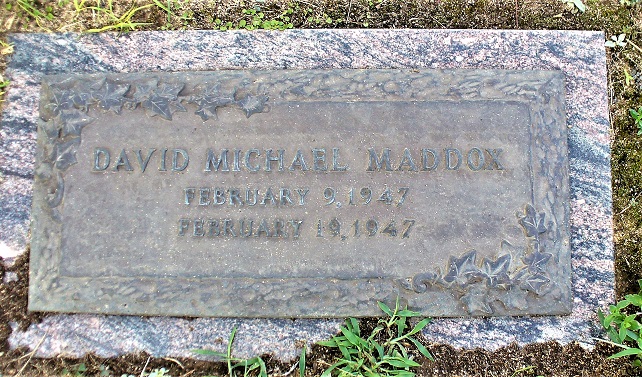 DAVID MICHAEL MADDOX
FEBRUARY 9, 1947
FEBRUARY 19, 1947